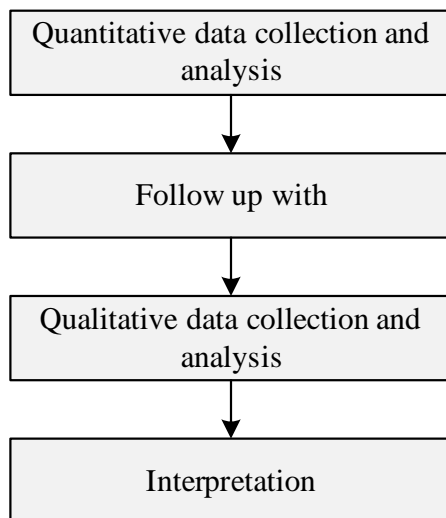 Quantitative data collection and
analysis
Follow up with
Qualitative data collection and
analysis
Interpretation